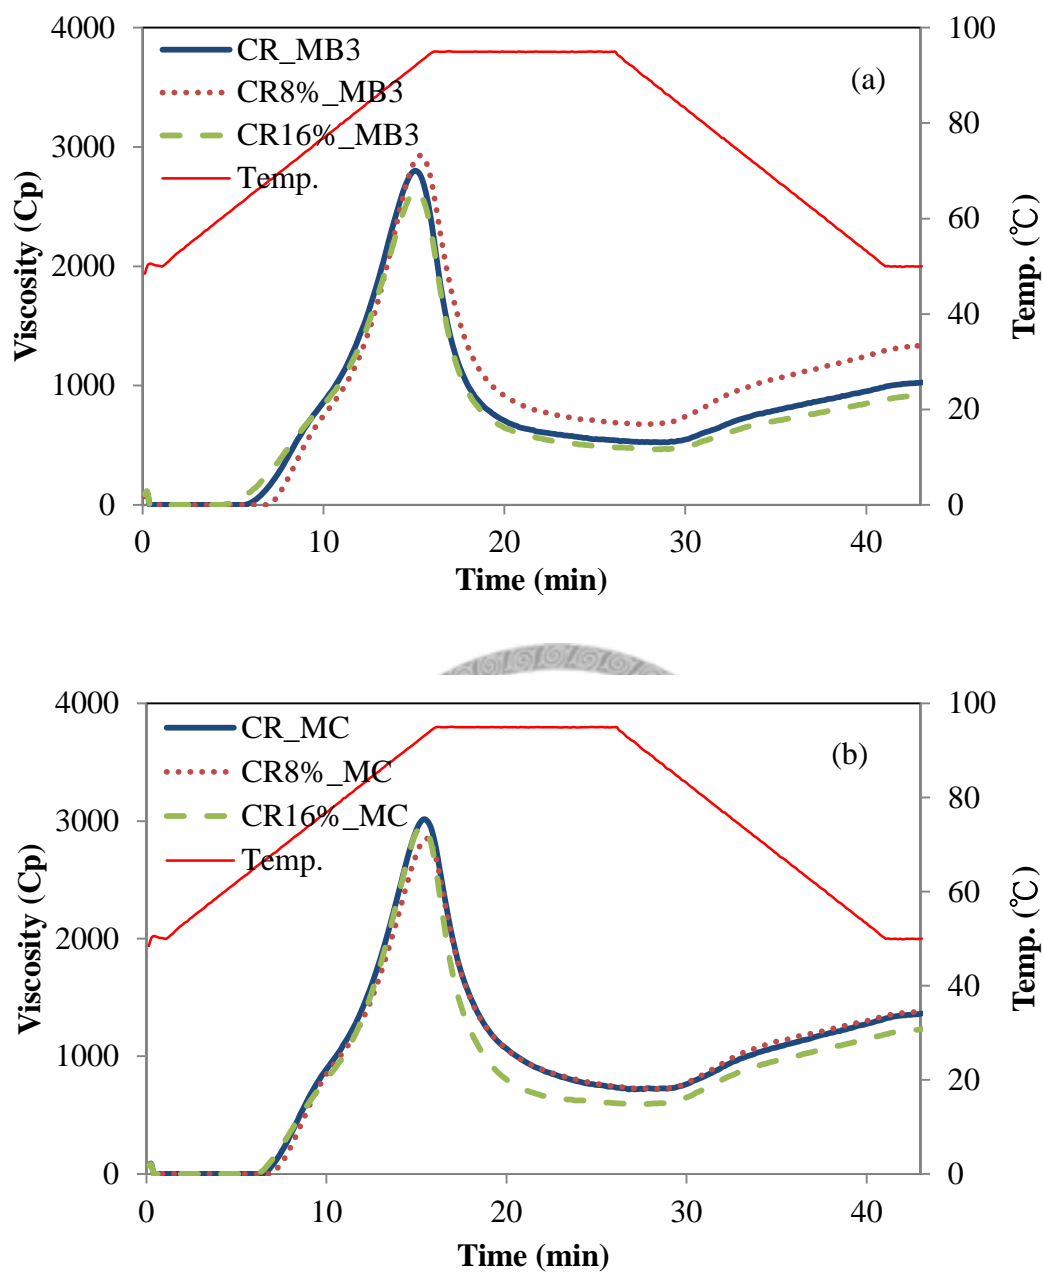 4000
3000
2000
1000
0
100
80
60
40
20
0
CR_MB3
CR8%_MB3
CR16%_MB3
Temp.
(a)
Viscosity (Cp)
Temp. (℃)
0 10 20 30 40
Time (min)
4000
3000
2000
1000
0
100
80
60
40
20
0
CR_MC
CR8%_MC
CR16%_MC
Temp.
(b)
Viscosity (Cp)
Temp. (℃)
0 10 20 30 40
Time (min)